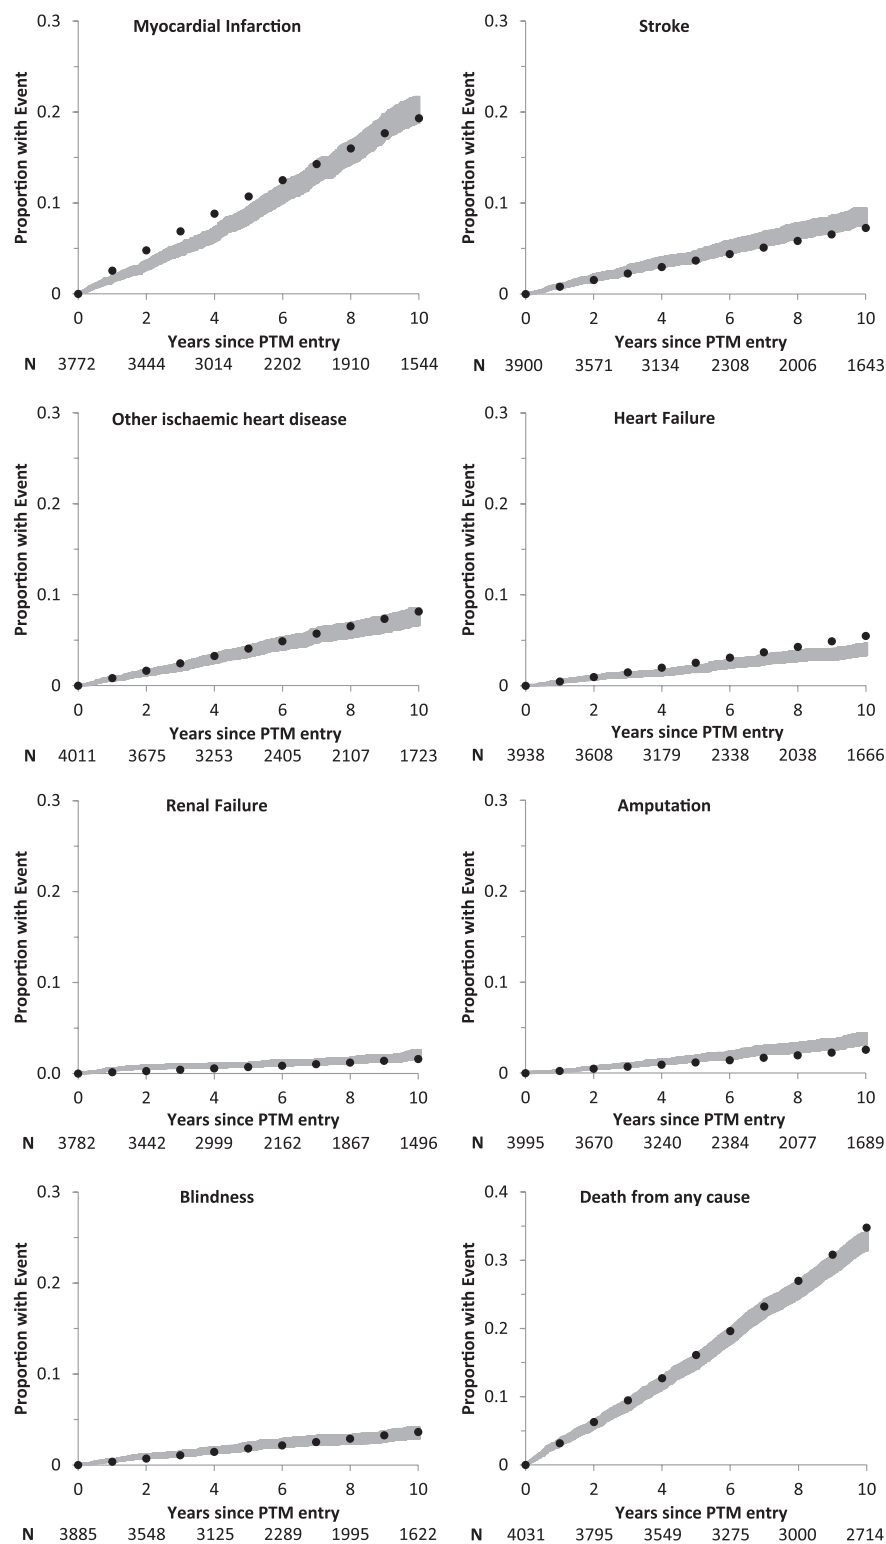 Myocardial Infarction
Proportion with Event
0.3
0.2
0.1
0
0 2 4 6 8 10
Years since PTM entry
N 3772 3444 3014 2202 1910 1544
Stroke
Proportion with Event
0.3
0.2
0.1
0
0 2 4 6 8 10
Years since PTM entry
N 3900 3571 3134 2308 2006 1643
Other ischaemic heart disease
Proportion with Event
0.3
0.2
0.1
0
0 2 4 6 8 10
Years since PTM entry
N 4011 3675 3253 2405 2107 1723
Heart Failure
Proportion with Event
0.3
0.2
0.1
0
0 2 4 6 8 10
Years since PTM entry
N 3938 3608 3179 2338 2038 1666
Renal Failure
Proportion with Event
0.3
0.2
0.1
0.0
0 2 4 6 8 10
Years since PTM entry
N 3782 3442 2999 2162 1867 1496
Amputation
Proportion with Event
0.3
0.2
0.1
0
0 2 4 6 8 10
Years since PTM entry
N 3995 3670 3240 2384 2077 1689
Blindness
Proportion with Event
0.3
0.2
0.1
0
0 2 4 6 8 10
Years since PTM entry
N 3885 3548 3125 2289 1995 1622
Death from any cause
Proportion with Event
0.4
0.3
0.2
0.1
0
0 2 4 6 8 10
Years since PTM entry
N 4031 3795 3549 3275 3000 2714